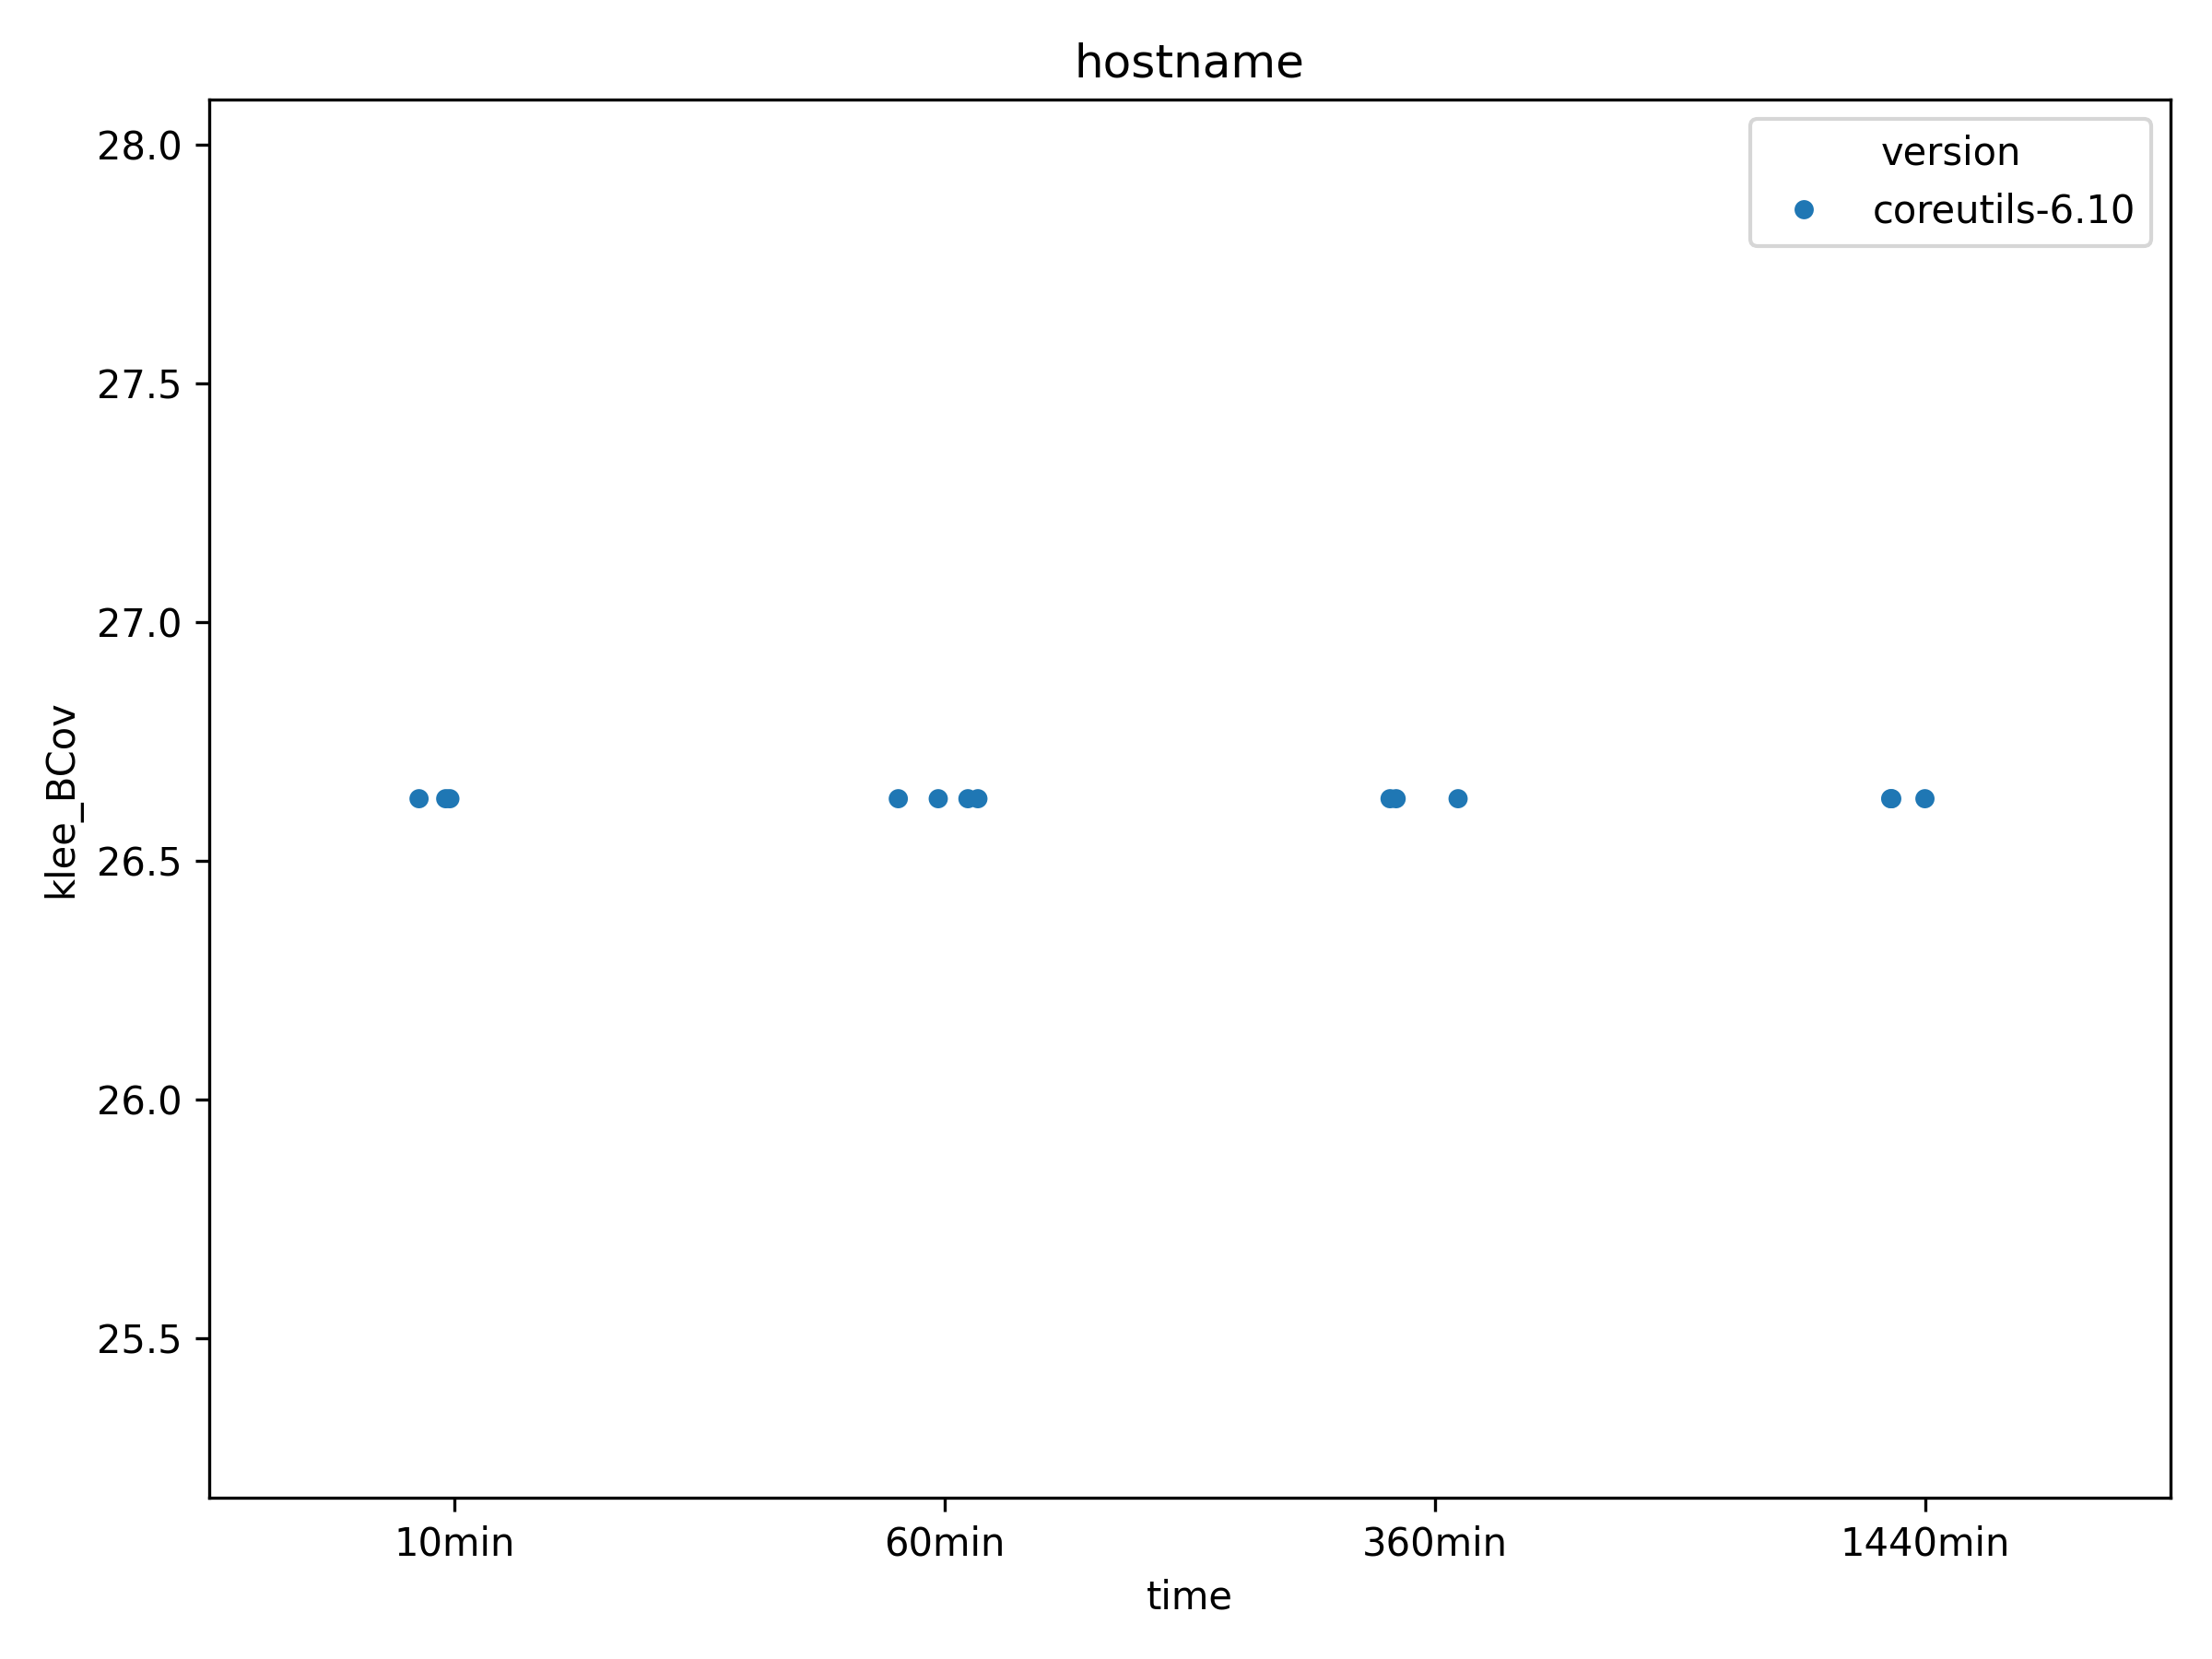 hostname
version
coreutils-6.10
28.0
27.5
27.0
26.5
26.0
25.5
klee_BCov
10min 60min 360min 1440min
time